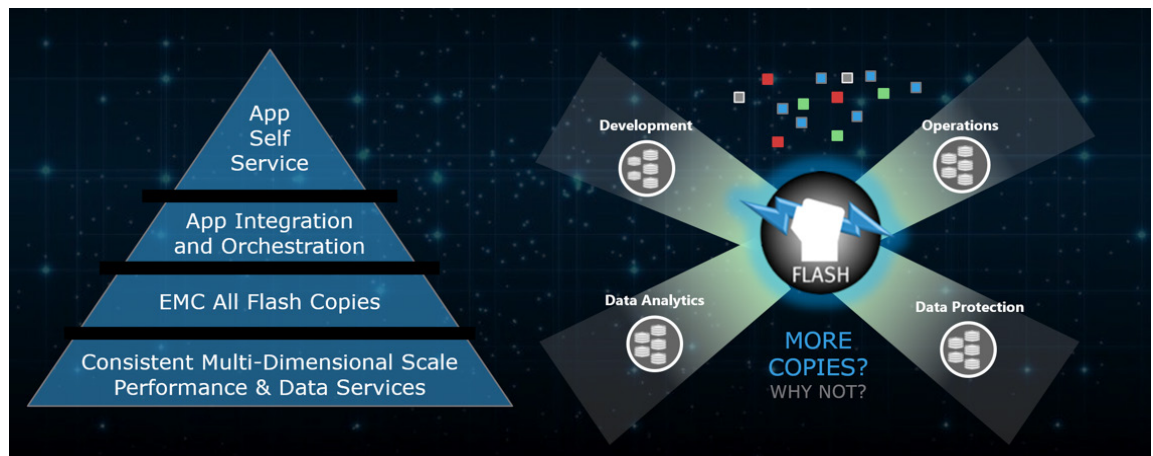 App
Self
Service
App Integration
and Orchestration
EMC All Flash Copies
Consistent Multi-Dimensional Scale
Performance & Data Services
Development
Operations
FLASH
Data Analytics
Data Protection
MORE
COPIES?
WHY NOT?